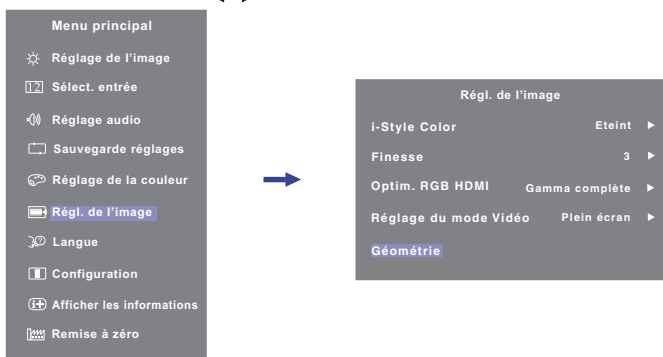 Menu principal
Réglage de l'image
12 Sélect. entrée
Réglage audio
Sauvegarde réglages
Réglage de la couleur
Régl. de l'image
Langue
Configuration
Afficher les informations
Remise à zéro
Régl. de l'image
i-Style Color Eteint
Finesse 3
Optim. RGB HDMI Gamma complète
Réglage du mode Vidéo Plein écran
Géométrie